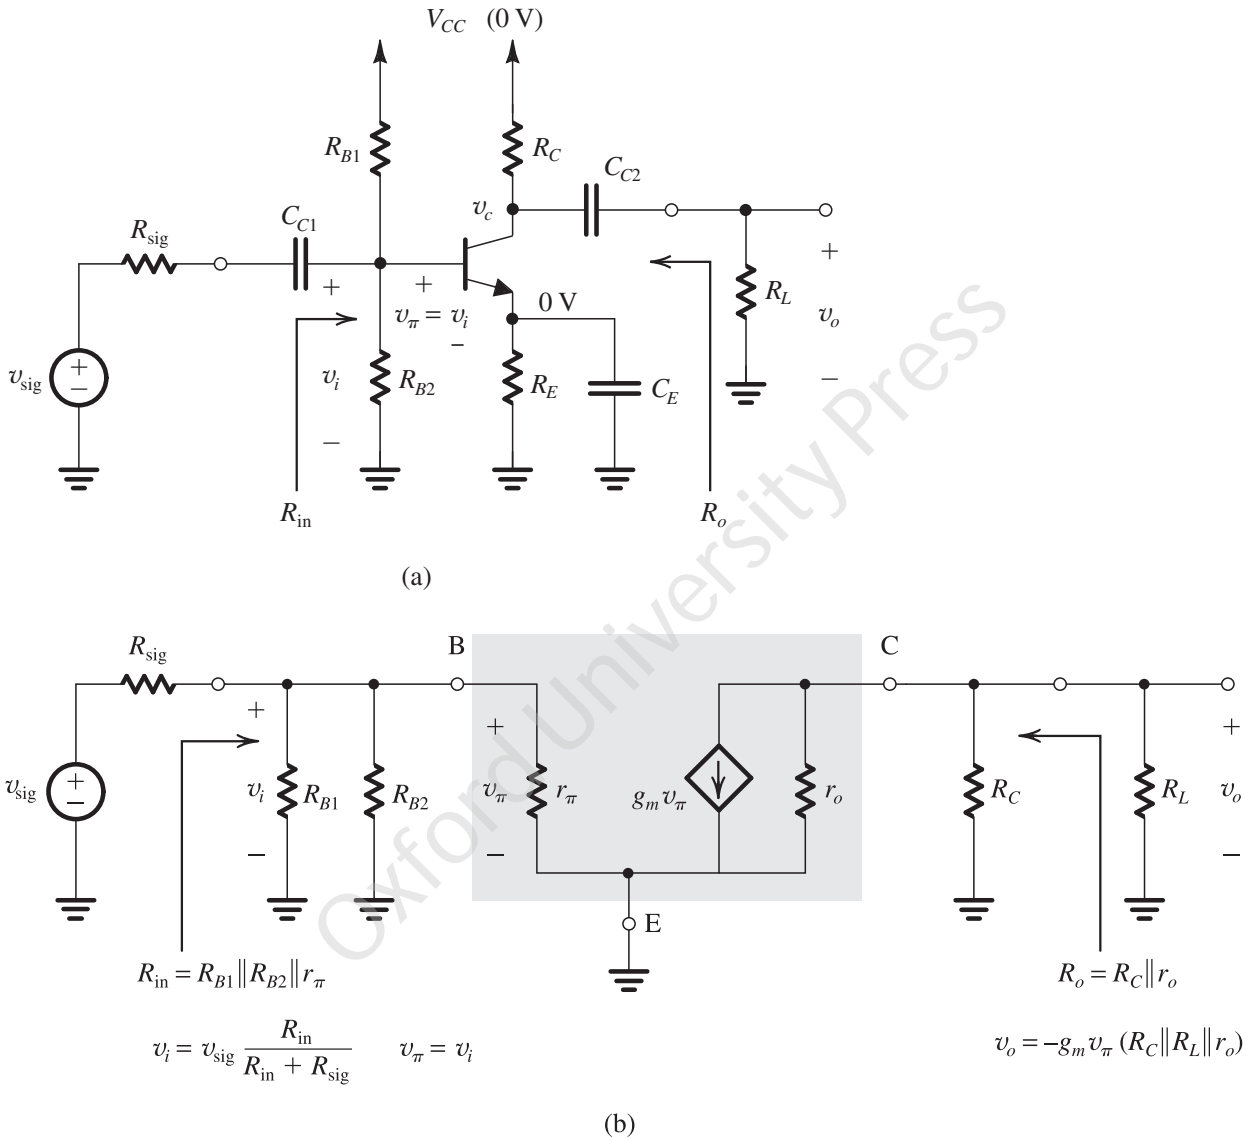 V_CC (0 V)
R_B1
R_C
C_C2
v_c
C_C1
R_sig
+
+
+
0 V
R_L
v_π = v_i
v_o
−
+
−
v_sig
v_i
R_B2
R_E
C_E
−
−
R_in
R_o
(a)
R_sig
B
C
+
+
+
v_sig
+
−
v_i
R_B1
R_B2
v_π
r_π
g_m v_π
r_o
R_C
R_L
v_o
−
−
−
E
R_in = R_B1 || R_B2 || r_π
R_o = R_C || r_o
v_i = v_sig R_in / (R_in + R_sig) v_π = v_i
v_o = −g_m v_π (R_C || R_L || r_o)
(b)
Oxford University Press